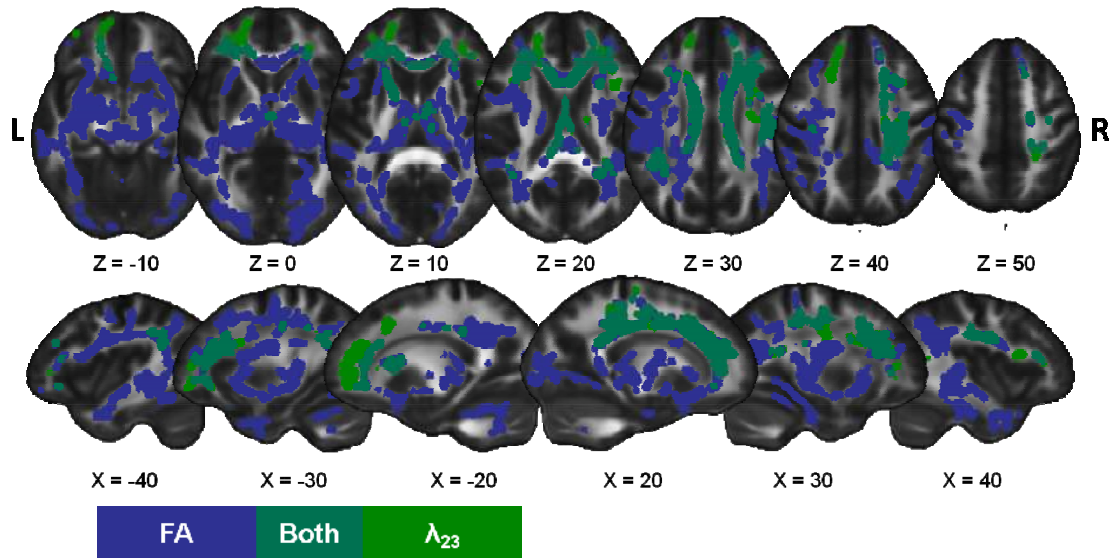 L R
Z = -10 Z = 0 Z = 10 Z = 20 Z = 30 Z = 40 Z = 50
X = -40 X = -30 X = -20 X = 20 X = 30 X = 40
FA Both λ23